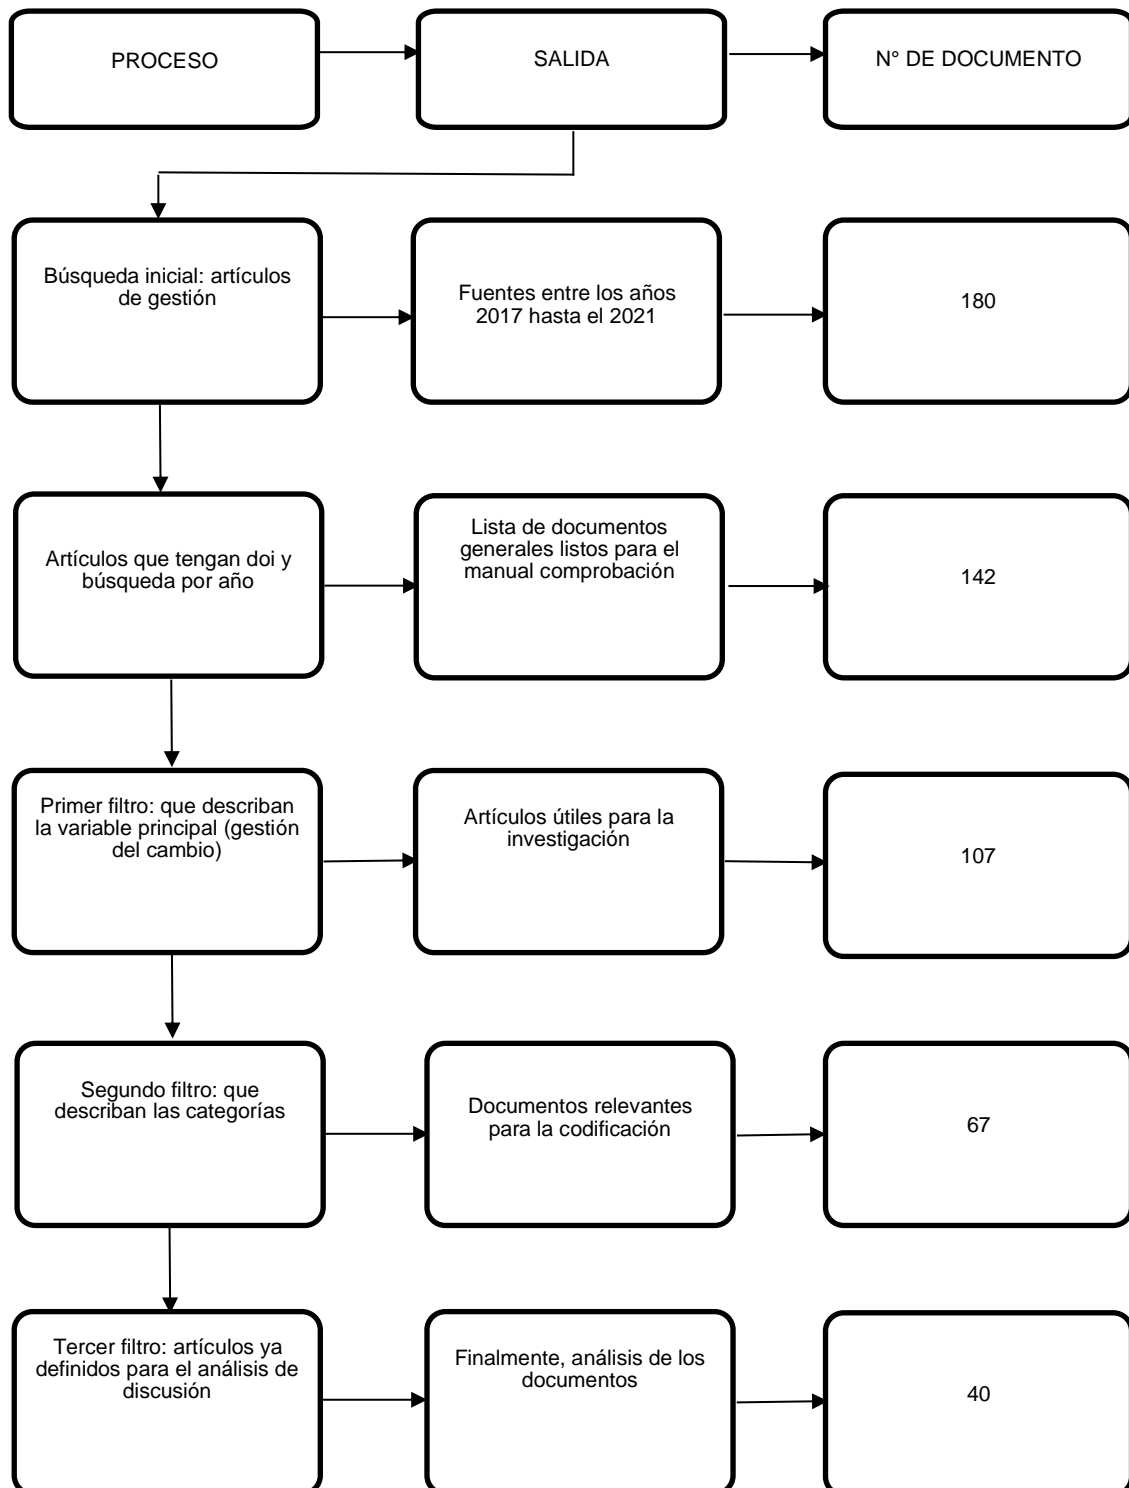 PROCESO
SALIDA
N° DE DOCUMENTO
Búsqueda inicial: artículos
de gestión
Fuentes entre los años
2017 hasta el 2021
180
Artículos que tengan doi y
búsqueda por año
Lista de documentos
generales listos para el
manual comprobación
142
Primer filtro: que describan
la variable principal (gestión
del cambio)
Artículos útiles para la
investigación
107
Segundo filtro: que
describan las categorías
Documentos relevantes
para la codificación
67
Tercer filtro: artículos ya
definidos para el análisis de
discusión
Finalmente, análisis de los
documentos
40